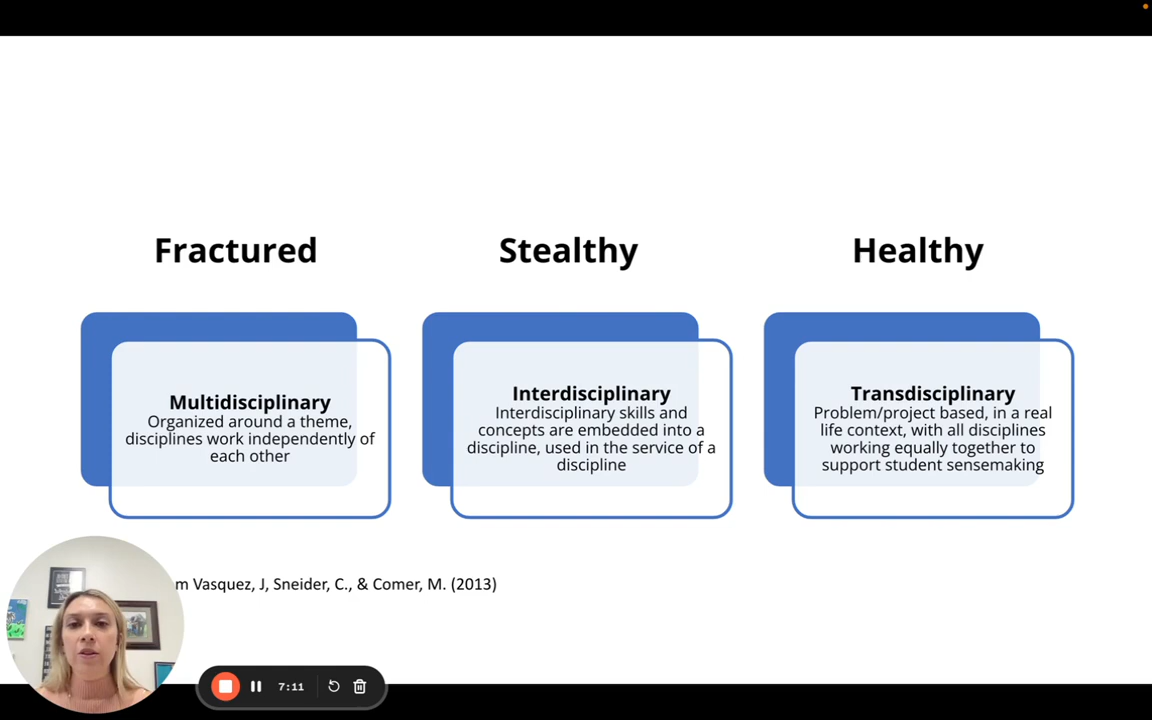 Fractured
Stealthy
Healthy
Multidisciplinary
Organized around a theme,
disciplines work independently of
each other
Interdisciplinary
Interdisciplinary skills and
concepts are embedded into a
discipline, used in the service of a
discipline
Transdisciplinary
Problem/project based, in a real
life context, with all disciplines
working equally together to
support student sensemaking
Vasquez, J, Sneider, C., & Comer, M. (2013)
7:11